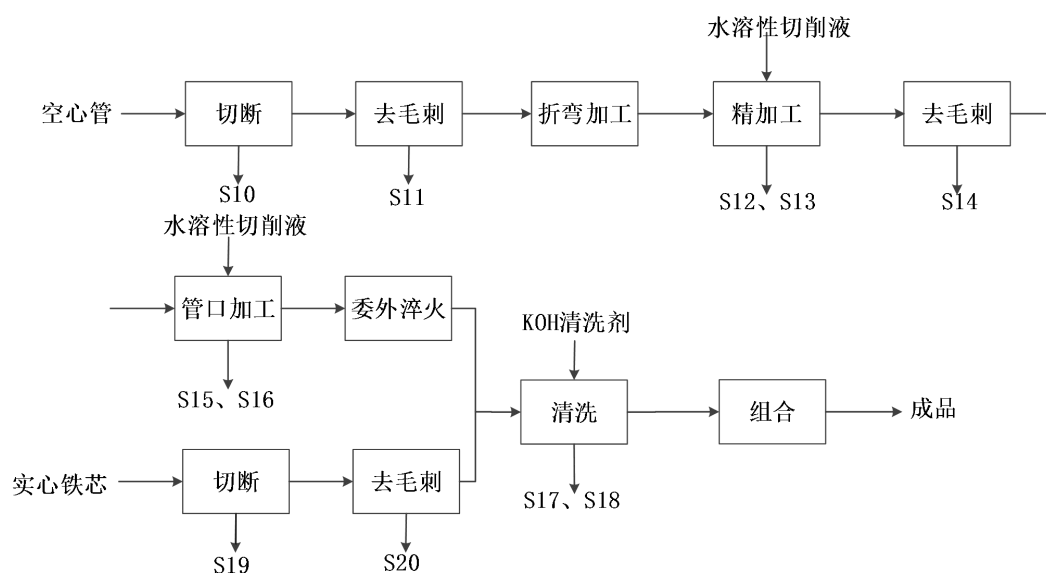 水溶性切削液
空心管
切断
去毛刺
折弯加工
精加工
去毛刺
S10
S11
S12、S13
S14
水溶性切削液
管口加工
委外淬火
KOH清洗剂
S15、S16
清洗
组合
成品
实心铁芯
切断
去毛刺
S17、S18
S19
S20